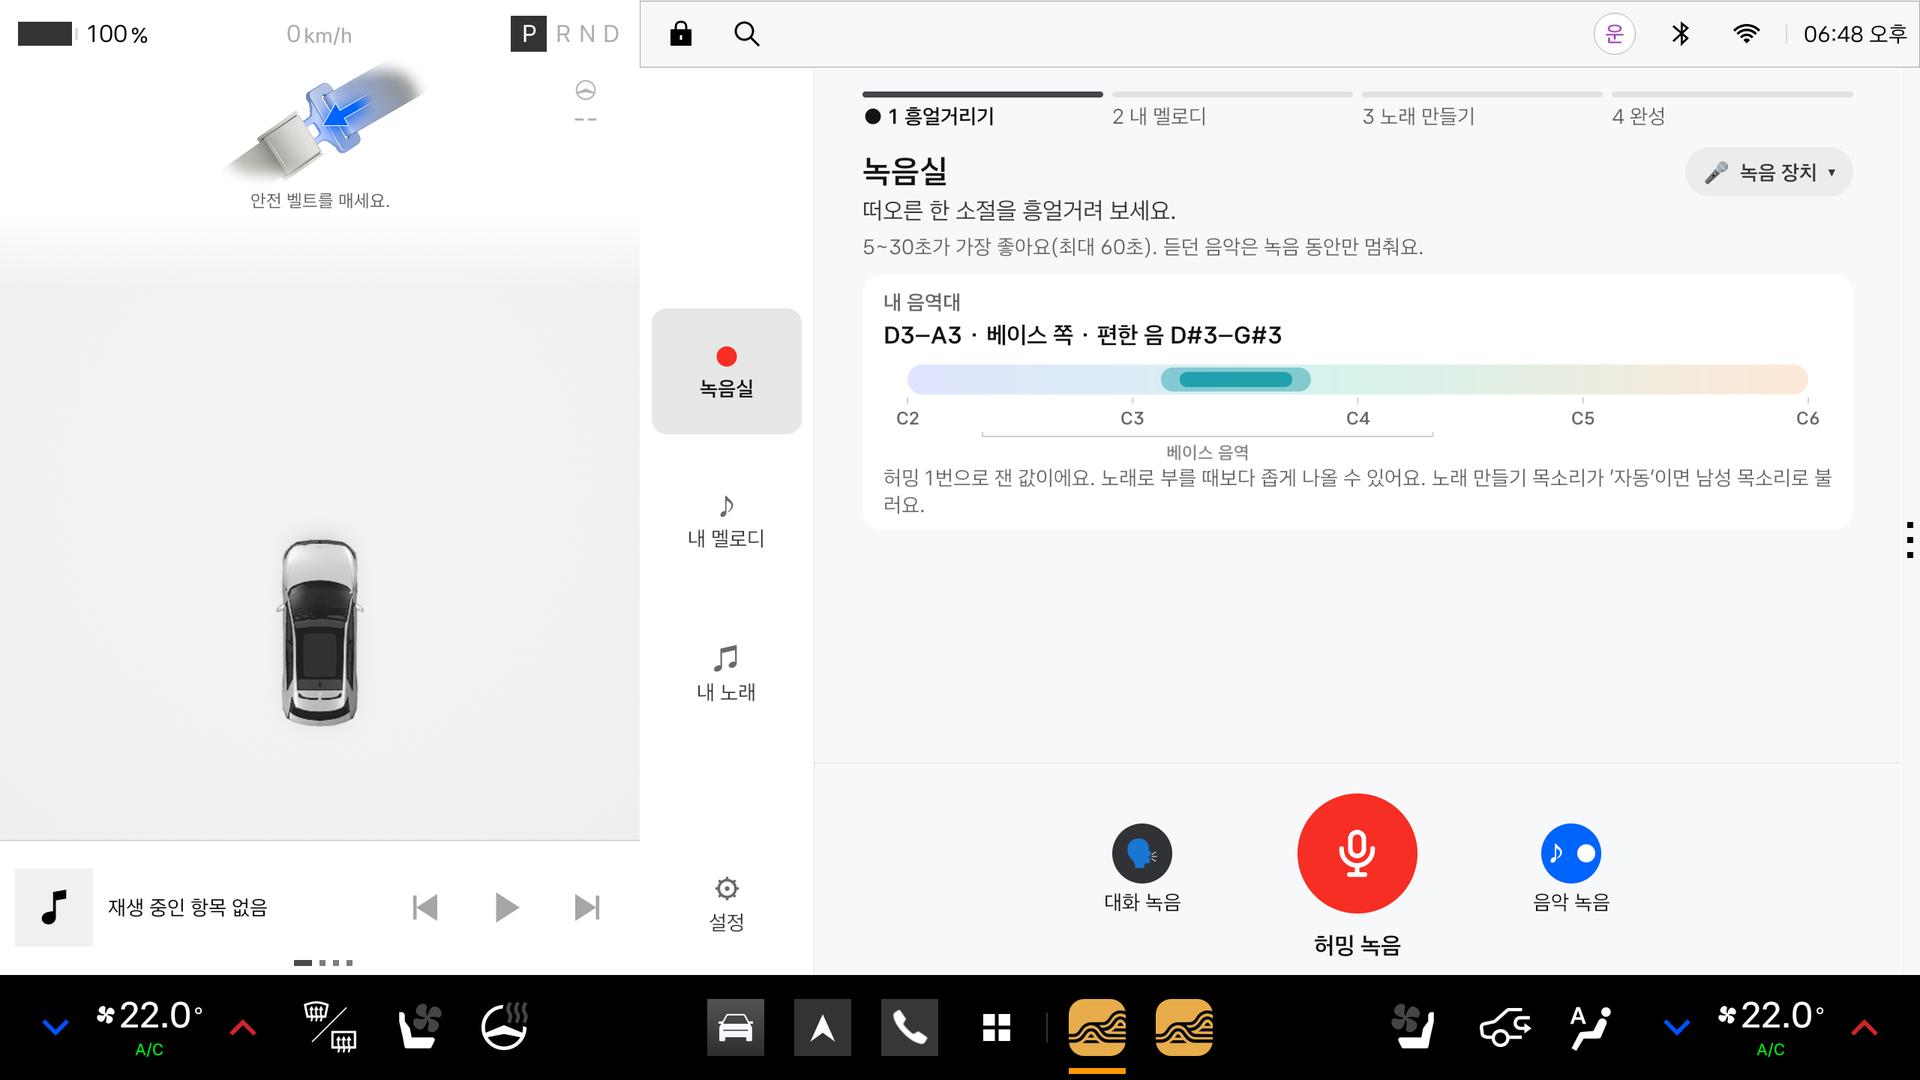 100 %
0 km/h
P R N D
운
06:48 오후
--
안전 벨트를 매세요.
1 흥얼거리기
2 내 멜로디
3 노래 만들기
4 완성
녹음실
녹음 장치
떠오른 한 소절을 흥얼거려 보세요.
5~30초가 가장 좋아요(최대 60초). 듣던 음악은 녹음 동안만 멈춰요.
내 음역대
D3–A3 · 베이스 쪽 · 편한 음 D#3–G#3
C2 C3 C4 C5 C6
베이스 음역
허밍 1번으로 잰 값이에요. 노래로 부를 때보다 좁게 나올 수 있어요. 노래 만들기 목소리가 ‘자동’이면 남성 목소리로 불
러요.
녹음실
내 멜로디
내 노래
설정
대화 녹음
허밍 녹음
음악 녹음
재생 중인 항목 없음
22.0°
A/C
A
22.0°
A/C